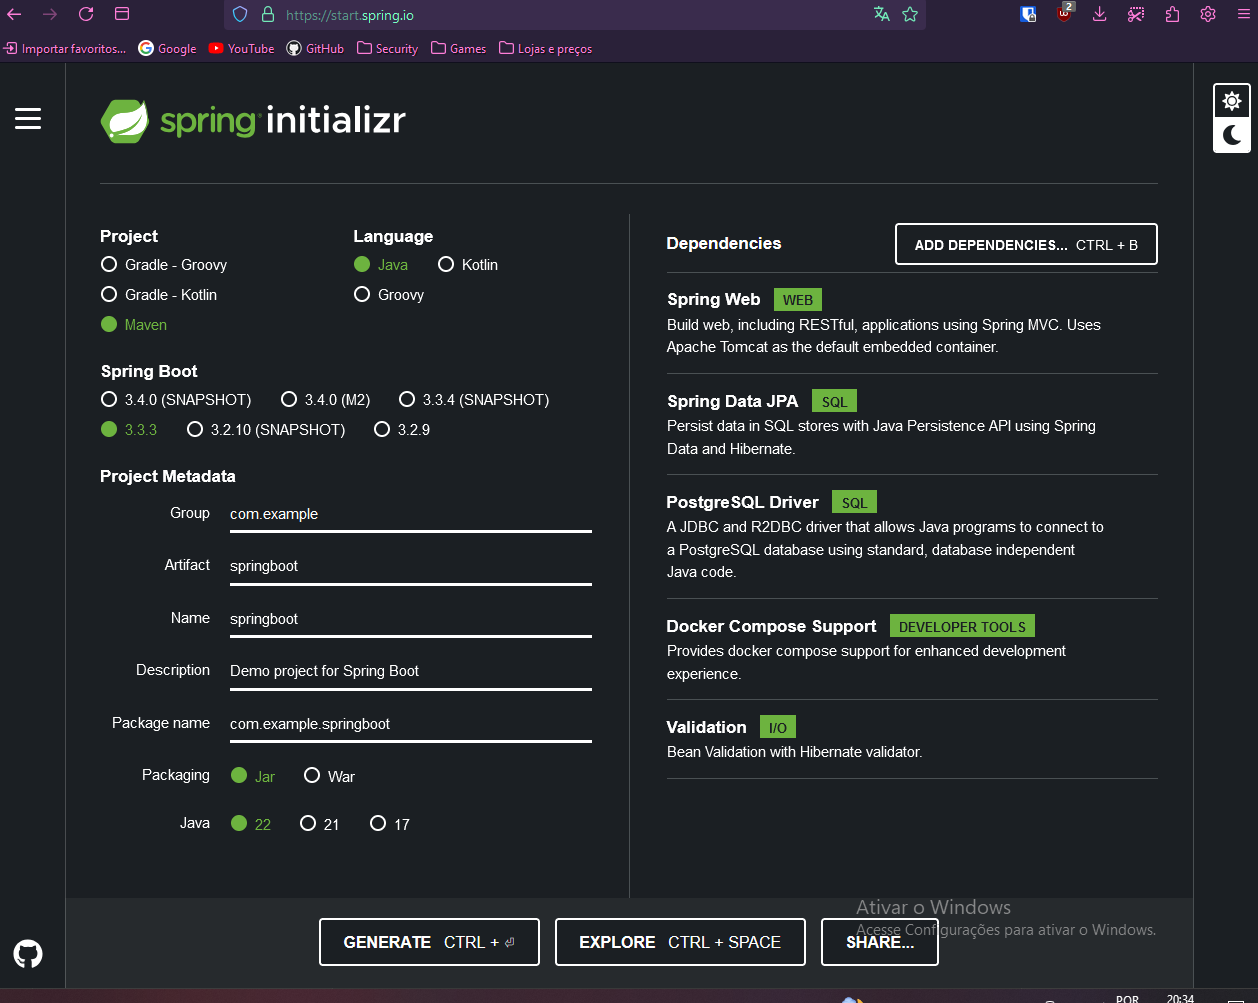 https://start.spring.io
2
Importar favoritos...
Google
YouTube
GitHub
Security
Games
Lojas e preços
spring initializr
Project
Gradle - Groovy
Gradle - Kotlin
Maven
Language
Java
Kotlin
Groovy
Spring Boot
3.4.0 (SNAPSHOT)
3.4.0 (M2)
3.3.4 (SNAPSHOT)
3.3.3
3.2.10 (SNAPSHOT)
3.2.9
Project Metadata
Group com.example
Artifact springboot
Name springboot
Description Demo project for Spring Boot
Package name com.example.springboot
Packaging Jar War
Java 22 21 17
Dependencies
ADD DEPENDENCIES... CTRL + B
Spring Web WEB
Build web, including RESTful, applications using Spring MVC. Uses
Apache Tomcat as the default embedded container.
Spring Data JPA SQL
Persist data in SQL stores with Java Persistence API using Spring
Data and Hibernate.
PostgreSQL Driver SQL
A JDBC and R2DBC driver that allows Java programs to connect to
a PostgreSQL database using standard, database independent
Java code.
Docker Compose Support DEVELOPER TOOLS
Provides docker compose support for enhanced development
experience.
Validation I/O
Bean Validation with Hibernate validator.
GENERATE CTRL + ⏎
EXPLORE CTRL + SPACE
SHARE...
Ativar o Windows
Acesse Configurações para ativar o Windows.
POR
20:34